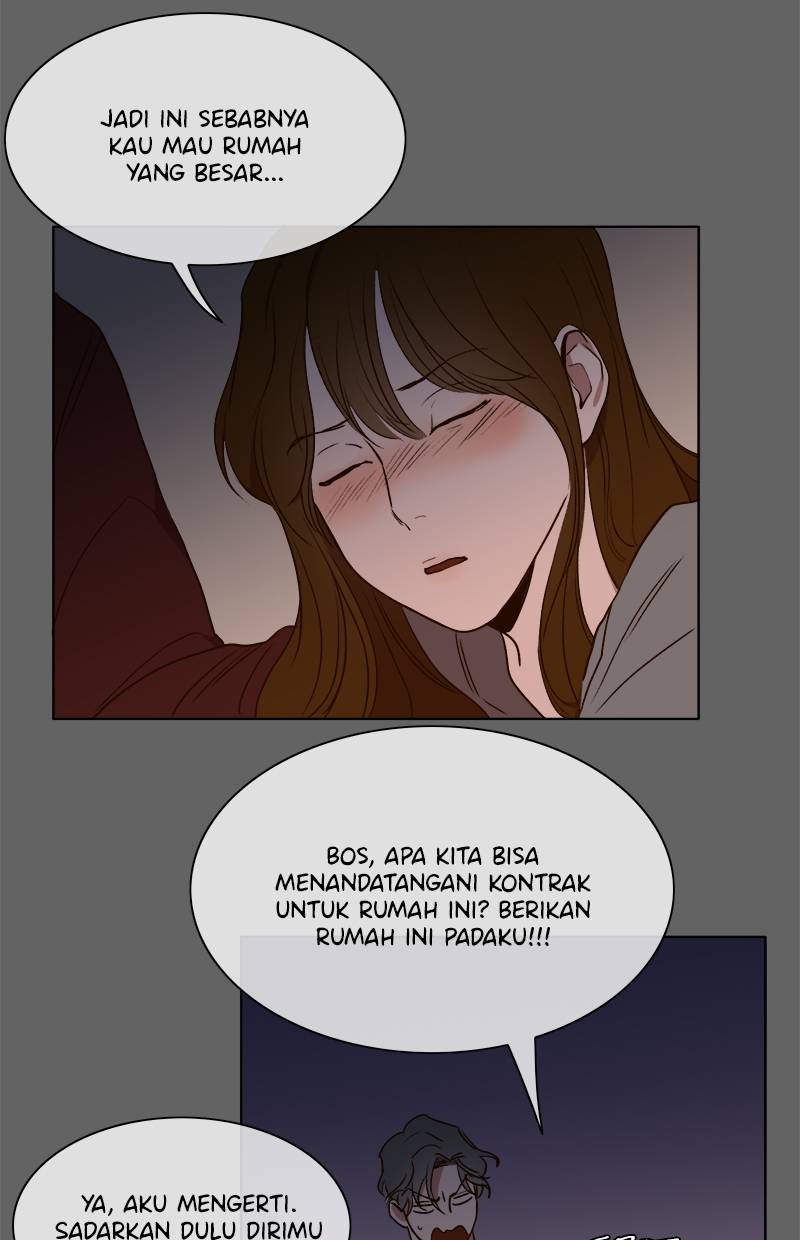 JADI INI SEBABNYA
KAU MAU RUMAH
YANG BESAR...
BOS, APA KITA BISA
MENANDATANGANI KONTRAK
UNTUK RUMAH INI? BERIKAN
RUMAH INI PADAKU!!!
YA, AKU MENGERTI.
SADARKAN DULU DIRIMU